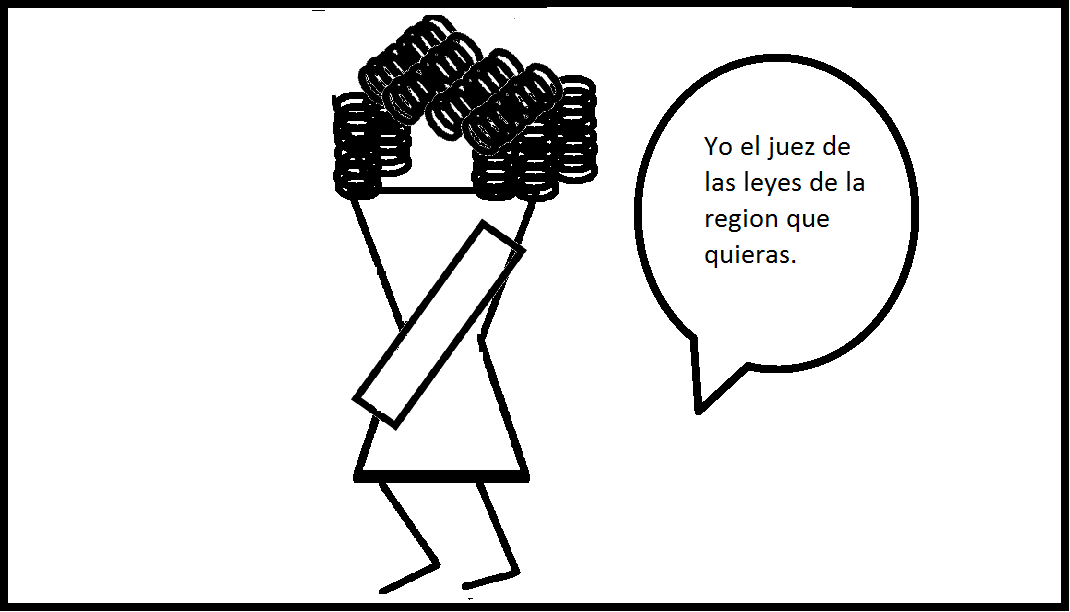 Yo el juez de
las leyes de la
region que
quieras.